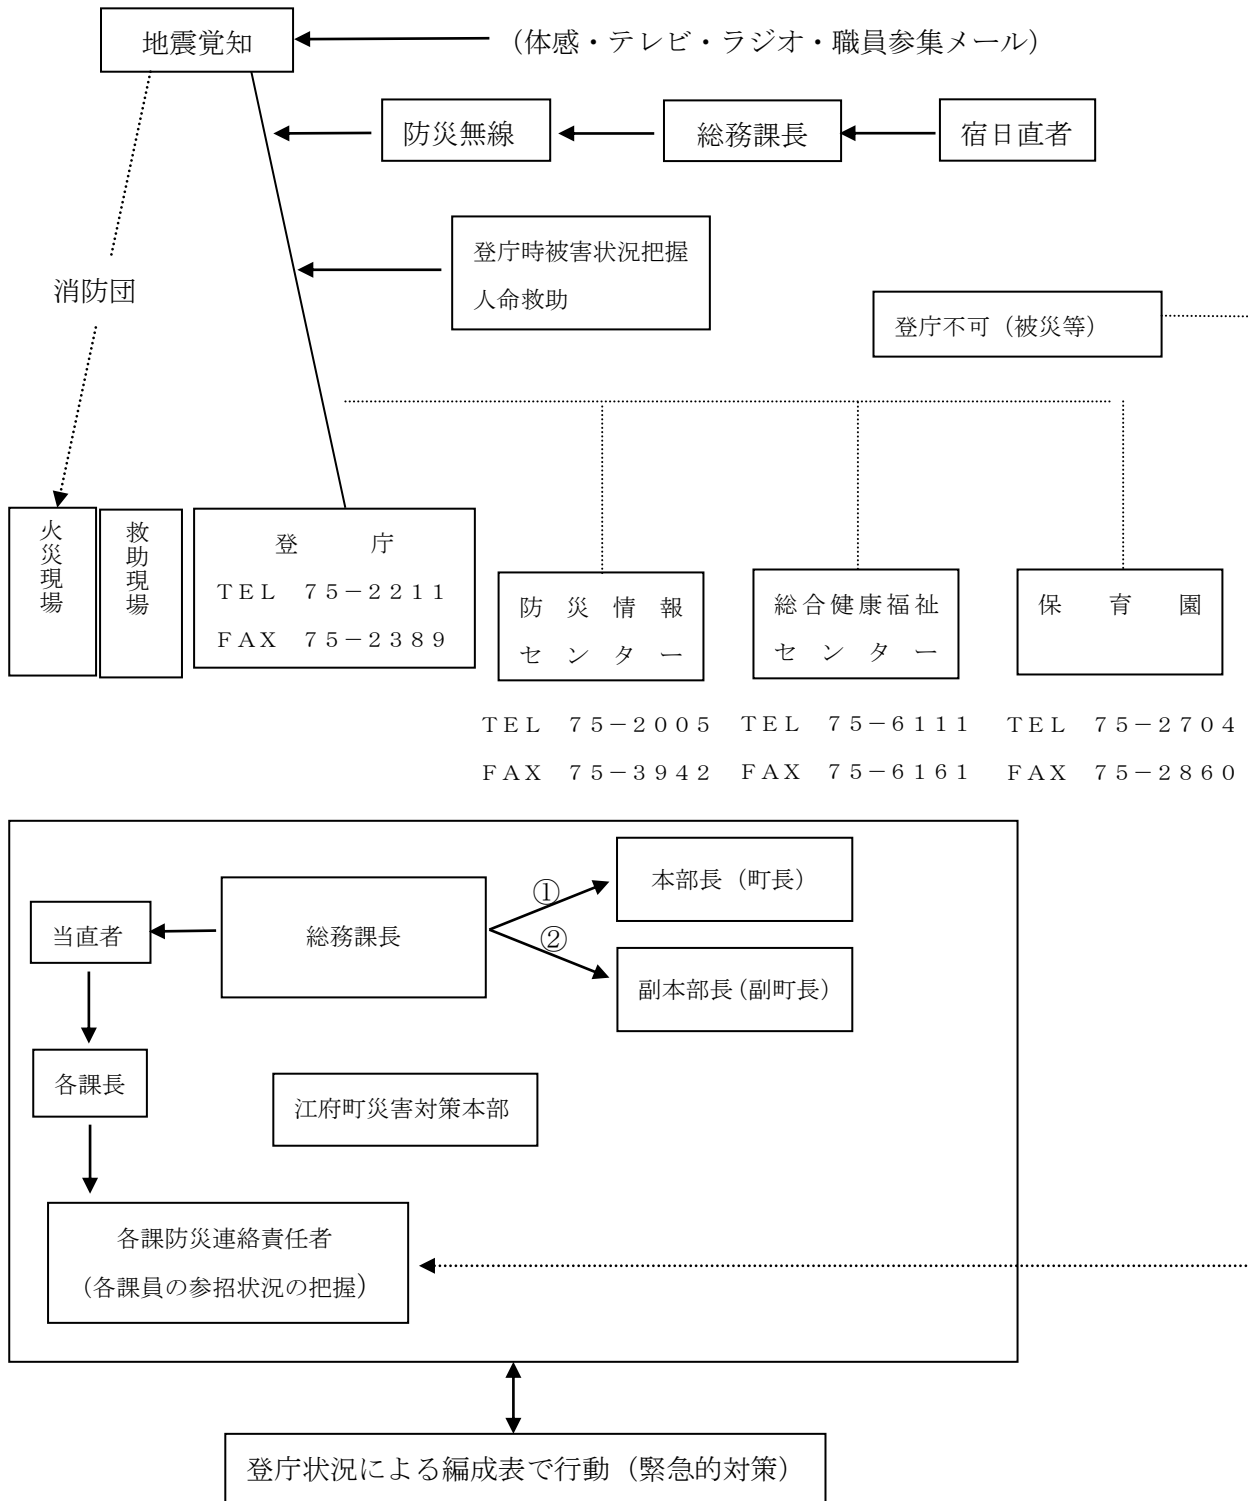 地震覚知
（体感・テレビ・ラジオ・職員参集メール）
防災無線
総務課長
宿日直者
登庁時被害状況把握
人命救助
消防団
登庁不可（被災等）
火災現場
救助現場
登　　庁
ＴＥＬ　７５－２２１１
ＦＡＸ　７５－２３８９
防災情報
センター
総合健康福祉
センター
保育園
ＴＥＬ　７５－２００５
ＦＡＸ　７５－３９４２
ＴＥＬ　７５－６１１１
ＦＡＸ　７５－６１６１
ＴＥＬ　７５－２７０４
ＦＡＸ　７５－２８６０
当直者
総務課長
①
②
本部長（町長）
副本部長（副町長）
各課長
江府町災害対策本部
各課防災連絡責任者
（各課員の参招状況の把握）
登庁状況による編成表で行動（緊急的対策）